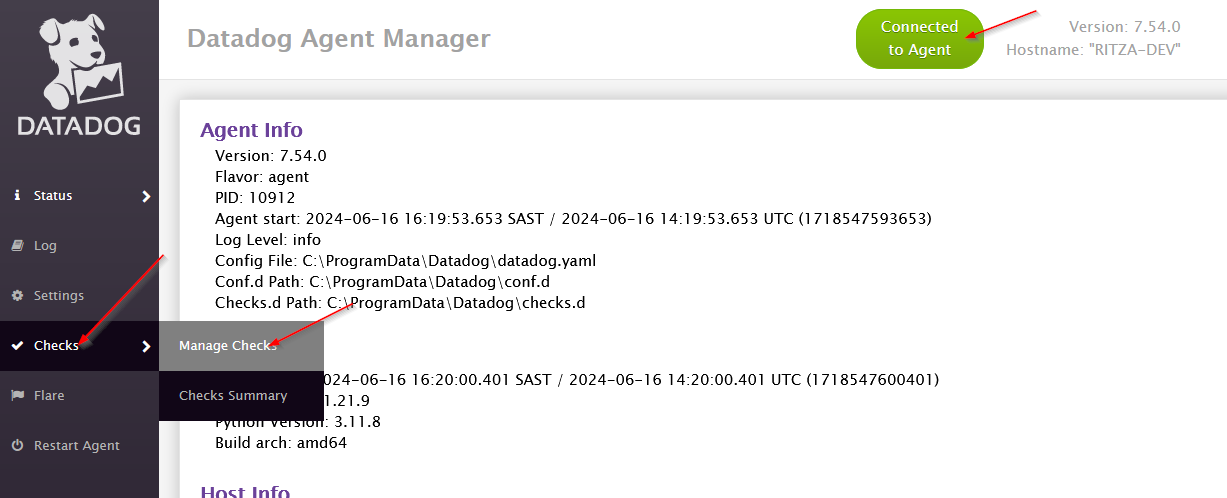 DATADOG
Datadog Agent Manager
Connected
to Agent
Version: 7.54.0
Hostname: "RITZA-DEV"
Status
Log
Settings
Checks
Manage Checks
Checks Summary
Flare
Restart Agent
Agent Info
Version: 7.54.0
Flavor: agent
PID: 10912
Agent start: 2024-06-16 16:19:53.653 SAST / 2024-06-16 14:19:53.653 UTC (1718547593653)
Log Level: info
Config File: C:\ProgramData\Datadog\datadog.yaml
Conf.d Path: C:\ProgramData\Datadog\conf.d
Checks.d Path: C:\ProgramData\Datadog\checks.d
024-06-16 16:20:00.401 SAST / 2024-06-16 14:20:00.401 UTC (1718547600401)
1.21.9
Python Version: 3.11.8
Build arch: amd64
Host Info